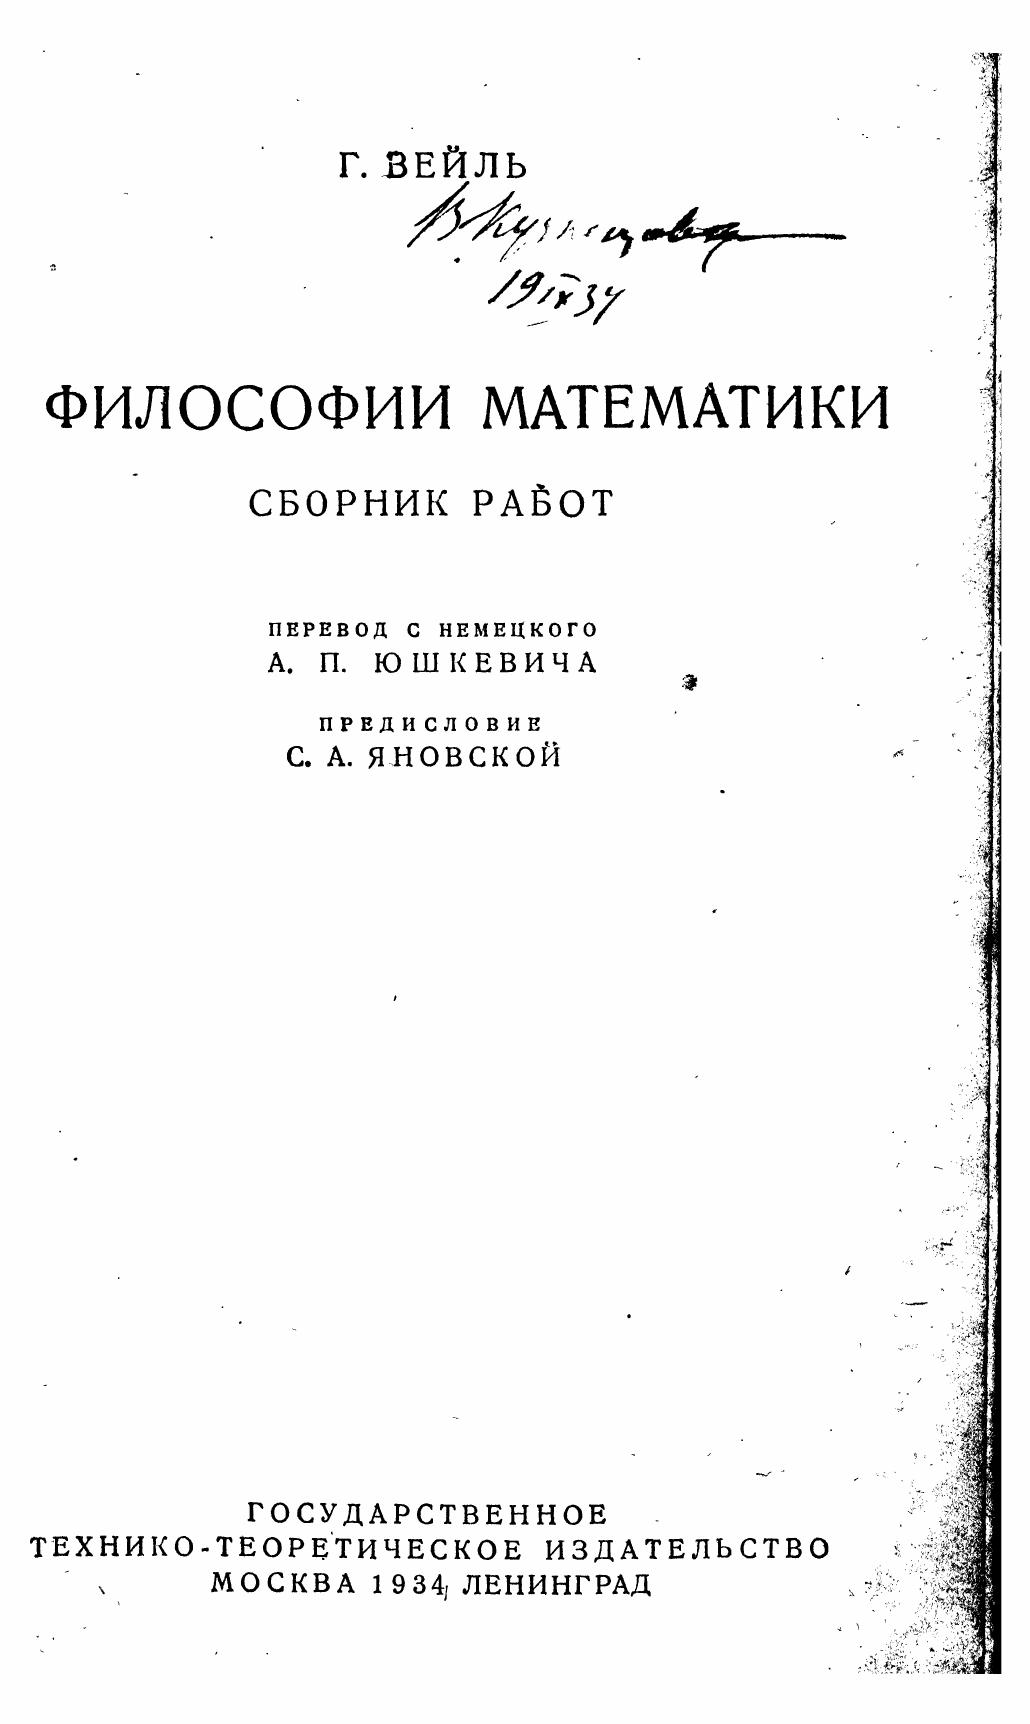 Г. ВЕЙЛЬ
В Кузнецова
19 IX 34
ФИЛОСОФИИ МАТЕМАТИКИ
СБОРНИК РАБОТ
ПЕРЕВОД С НЕМЕЦКОГО
А. П. ЮШКЕВИЧА
ПРЕДИСЛОВИЕ
С. А. ЯНОВСКОЙ
ГОСУДАРСТВЕННОЕ
ТЕХНИКО-ТЕОРЕТИЧЕСКОЕ ИЗДАТЕЛЬСТВО
МОСКВА 1934 ЛЕНИНГРАД